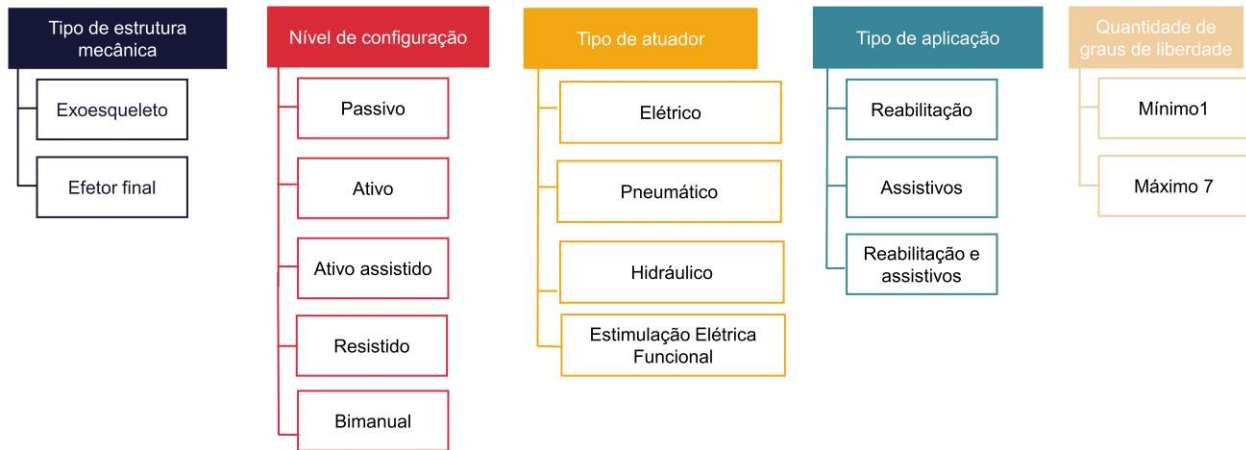 Tipo de estrutura
mecânica
Exoesqueleto
Efetor final
Nível de configuração
Passivo
Ativo
Ativo assistido
Resistido
Bimanual
Tipo de atuador
Elétrico
Pneumático
Hidráulico
Estimulação Elétrica
Funcional
Tipo de aplicação
Reabilitação
Assistivos
Reabilitação e
assistivos
Quantidade de
graus de liberdade
Mínimo1
Máximo 7